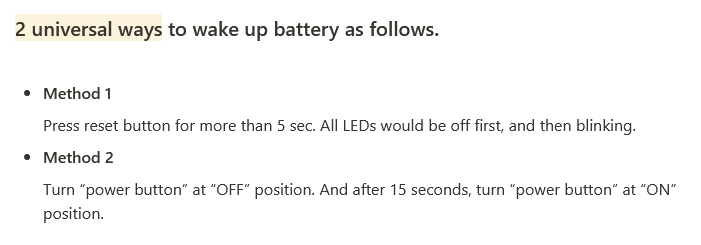 2 universal ways to wake up battery as follows.
• Method 1
Press reset button for more than 5 sec. All LEDs would be off first, and then blinking.
• Method 2
Turn “power button” at “OFF” position. And after 15 seconds, turn “power button” at “ON”
position.